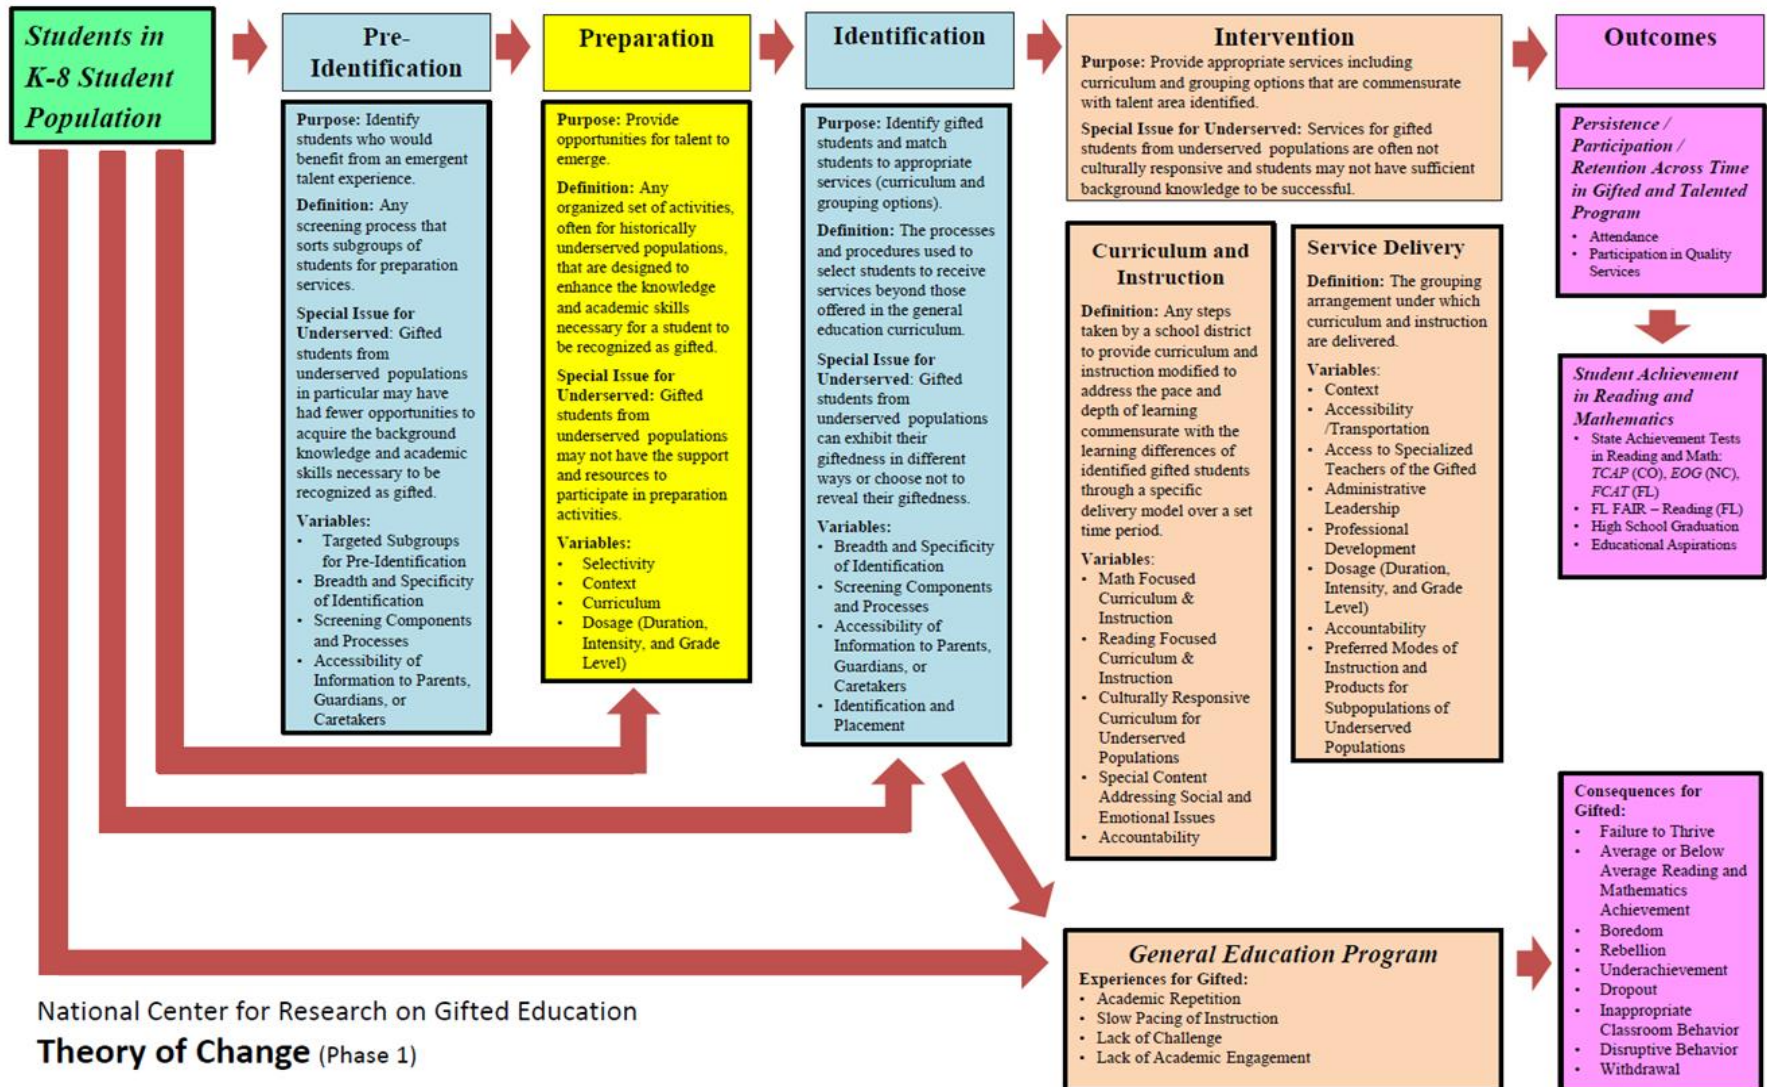 Students in
K-8 Student
Population
Pre-
Identification
Purpose: Identify
students who would
benefit from an emergent
talent experience.
Definition: Any
screening process that
sorts subgroups of
students for preparation
services.
Special Issue for
Underserved: Gifted
students from
underserved populations
in particular may have
had fewer opportunities to
acquire the background
knowledge and academic
skills necessary to be
recognized as gifted.
Variables:
• Targeted Subgroups
for Pre-Identification
• Breadth and Specificity
of Identification
• Screening Components
and Processes
• Accessibility of
Information to Parents,
Guardians, or
Caretakers
Preparation
Purpose: Provide
opportunities for talent to
emerge.
Definition: Any
organized set of activities,
often for historically
underserved populations,
that are designed to
enhance the knowledge
and academic skills
necessary for a student to
be recognized as gifted.
Special Issue for
Underserved: Gifted
students from
underserved populations
may not have the support
and resources to
participate in preparation
activities.
Variables:
• Selectivity
• Context
• Curriculum
• Dosage (Duration,
Intensity, and Grade
Level)
Identification
Purpose: Identify gifted
students and match
students to appropriate
services (curriculum and
grouping options).
Definition: The processes
and procedures used to
select students to receive
services beyond those
offered in the general
education curriculum.
Special Issue for
Underserved: Gifted
students from
underserved populations
can exhibit their
giftedness in different
ways or choose not to
reveal their giftedness.
Variables:
• Breadth and Specificity
of Identification
• Screening Components
and Processes
• Accessibility of
Information to Parents,
Guardians, or
Caretakers
• Identification and
Placement
Intervention
Purpose: Provide appropriate services including
curriculum and grouping options that are commensurate
with talent area identified.
Special Issue for Underserved: Services for gifted
students from underserved populations are often not
culturally responsive and students may not have sufficient
background knowledge to be successful.
Curriculum and
Instruction
Definition: Any steps
taken by a school district
to provide curriculum and
instruction modified to
address the pace and
depth of learning
commensurate with the
learning differences of
identified gifted students
through a specific
delivery model over a set
time period.
Variables:
• Math Focused
Curriculum &
Instruction
• Reading Focused
Curriculum &
Instruction
• Culturally Responsive
Curriculum for
Underserved
Populations
• Special Content
Addressing Social and
Emotional Issues
• Accountability
Service Delivery
Definition: The grouping
arrangement under which
curriculum and instruction
are delivered.
Variables:
• Context
• Accessibility
/Transportation
• Access to Specialized
Teachers of the Gifted
• Administrative
Leadership
• Professional
Development
• Dosage (Duration,
Intensity, and Grade
Level)
• Accountability
• Preferred Modes of
Instruction and
Products for
Subpopulations of
Underserved
Populations
Outcomes
Persistence /
Participation /
Retention Across Time
in Gifted and Talented
Program
• Attendance
• Participation in Quality
Services
Student Achievement
in Reading and
Mathematics
• State Achievement Tests
in Reading and Math:
TCAP (CO), EOG (NC),
FCAT (FL)
• FL FAIR – Reading (FL)
• High School Graduation
• Educational Aspirations
General Education Program
Experiences for Gifted:
• Academic Repetition
• Slow Pacing of Instruction
• Lack of Challenge
• Lack of Academic Engagement
Consequences for
Gifted:
• Failure to Thrive
• Average or Below
Average Reading and
Mathematics
Achievement
• Boredom
• Rebellion
• Underachievement
• Dropout
• Inappropriate
Classroom Behavior
• Disruptive Behavior
• Withdrawal
National Center for Research on Gifted Education
Theory of Change (Phase 1)